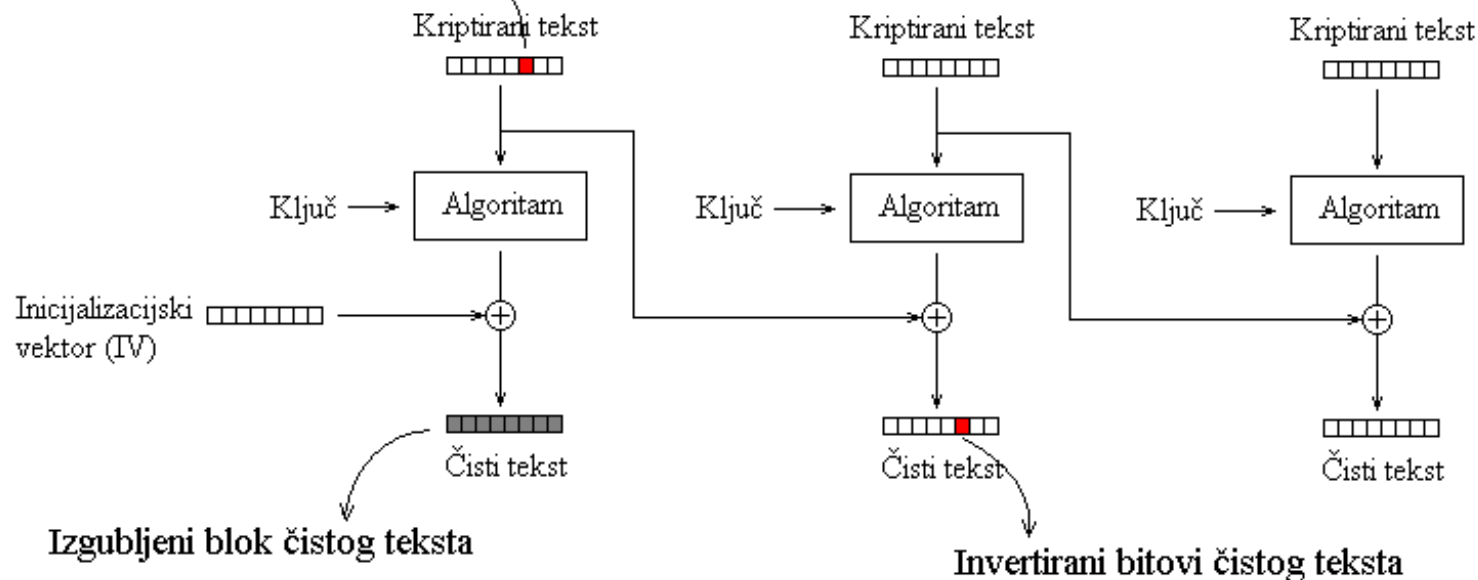 Kriptirani tekst
Kriptirani tekst
Kriptirani tekst
Ključ
Algoritam
Ključ
Algoritam
Ključ
Algoritam
Inicijalizacijski
vektor (IV)
Čisti tekst
Čisti tekst
Čisti tekst
Izgubljeni blok čistog teksta
Invertirani bitovi čistog teksta